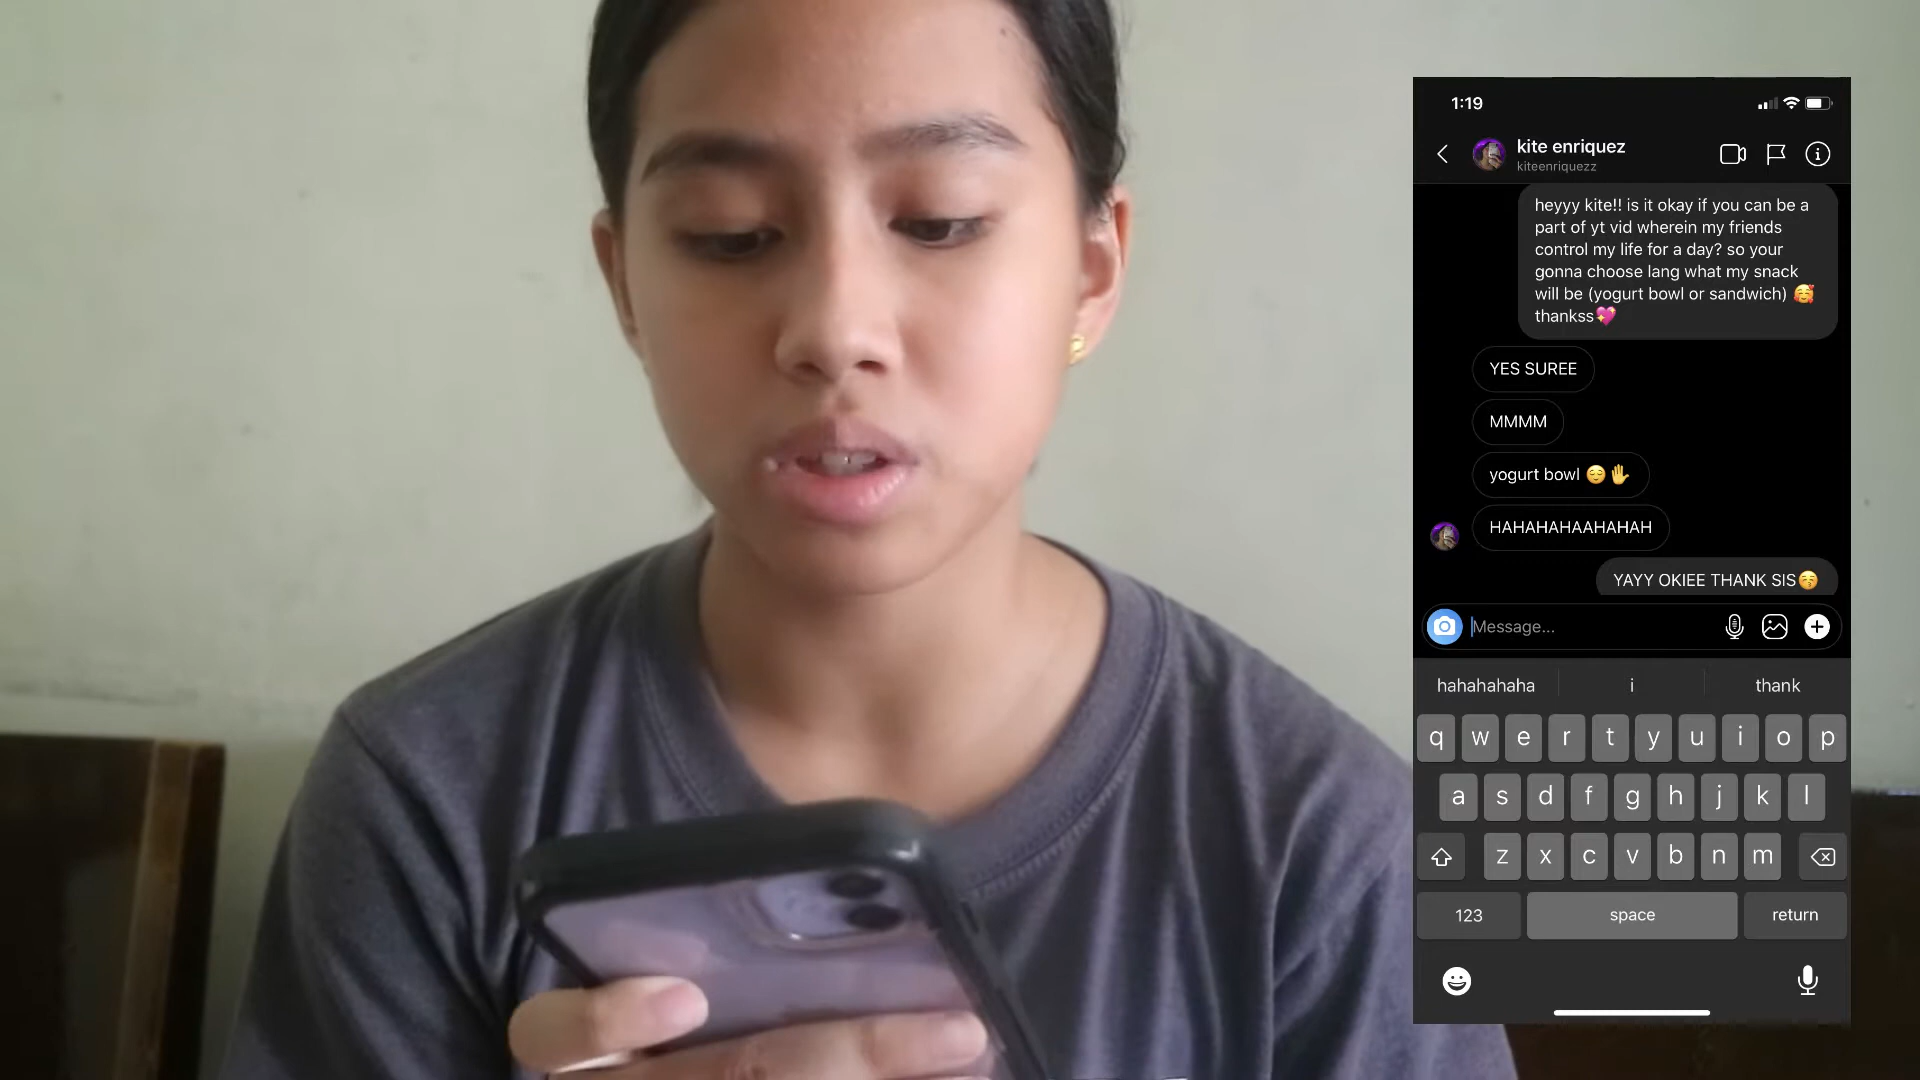 1:19
kite enriquez
kiteenriquezz
heyyy kite!! is it okay if you can be a
part of yt vid wherein my friends
control my life for a day? so your
gonna choose lang what my snack
will be (yogurt bowl or sandwich) 🥰
thankss💖
YES SUREE
MMMM
yogurt bowl 😌✋
HAHAHAHAAHAHAH
YAYY OKIEE THANK SIS😚
Message...
hahahahaha i thank
q w e r t y u i o p
a s d f g h j k l
z x c v b n m
123 space return